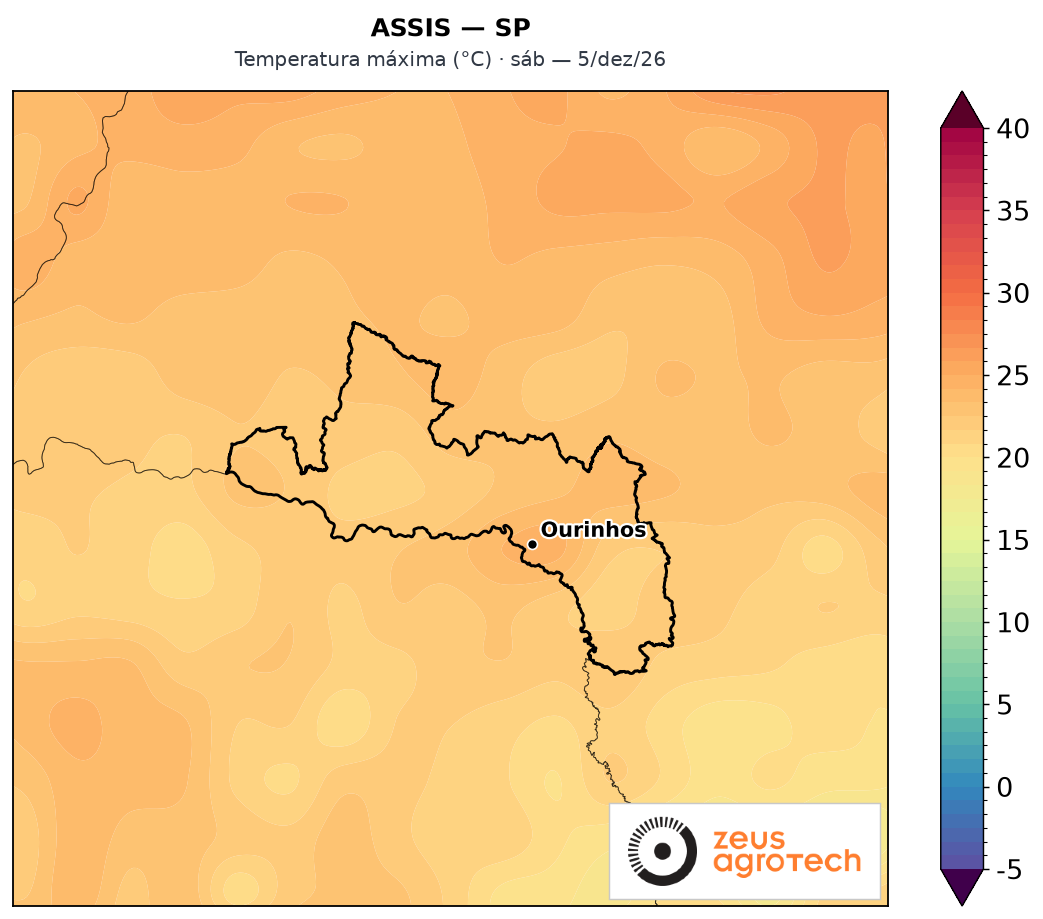 ASSIS — SP
Temperatura máxima (°C) · sáb — 5/dez/26
40
35
30
25
20
15
10
5
0
-5
Ourinhos
zeus
agrotech